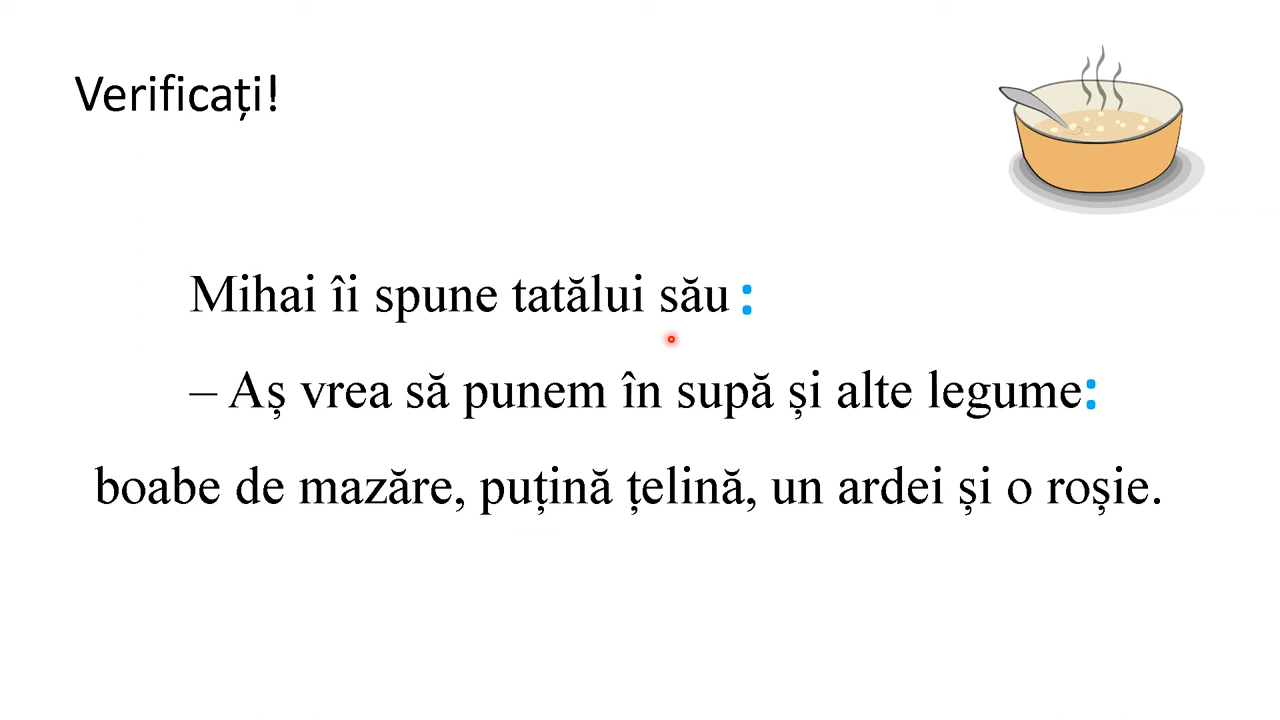 Verificați!
Mihai îi spune tatălui său :
– Aș vrea să punem în supă și alte legume:
boabe de mazăre, puțină țelină, un ardei și o roșie.